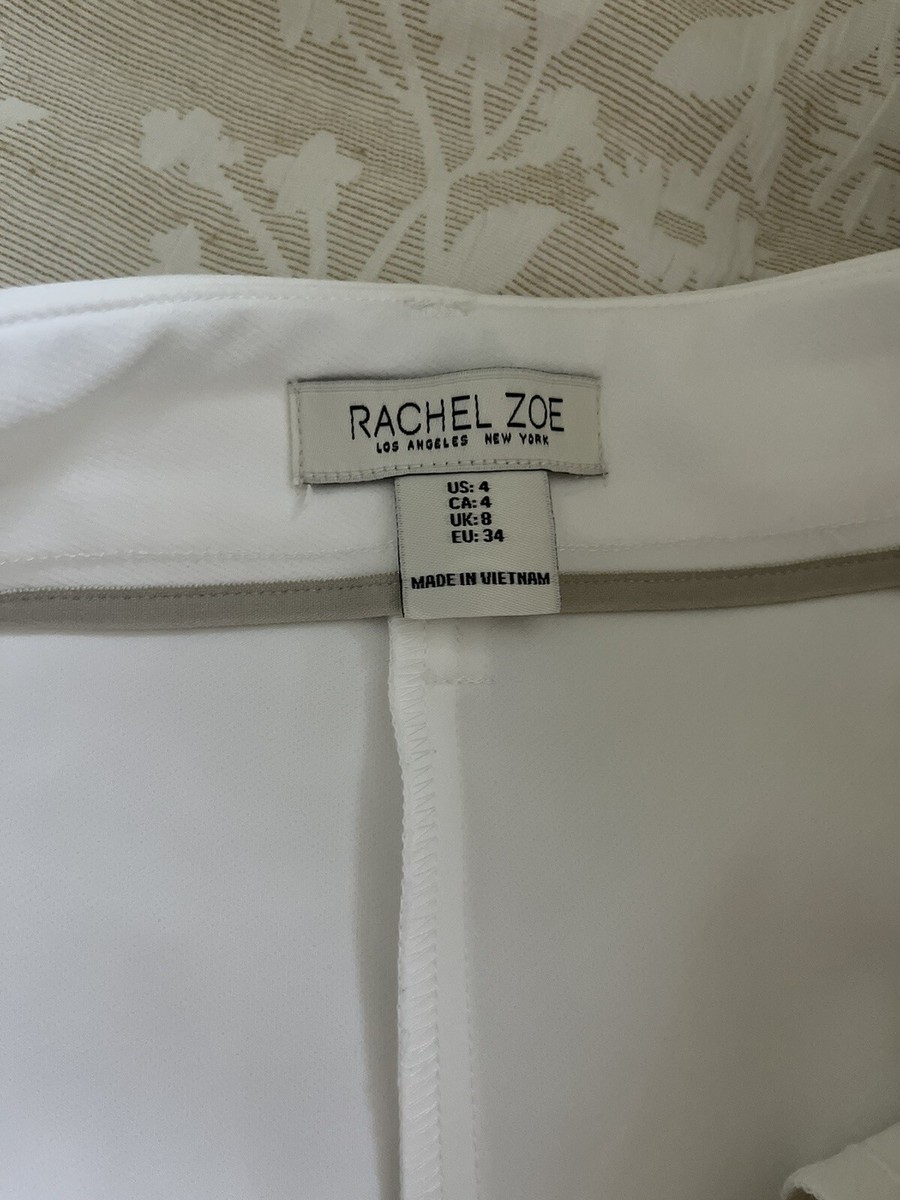 RACHEL ZOE
LOS ANGELES NEW YORK
US: 4
CA: 4
UK: 8
EU: 34
MADE IN VIETNAM